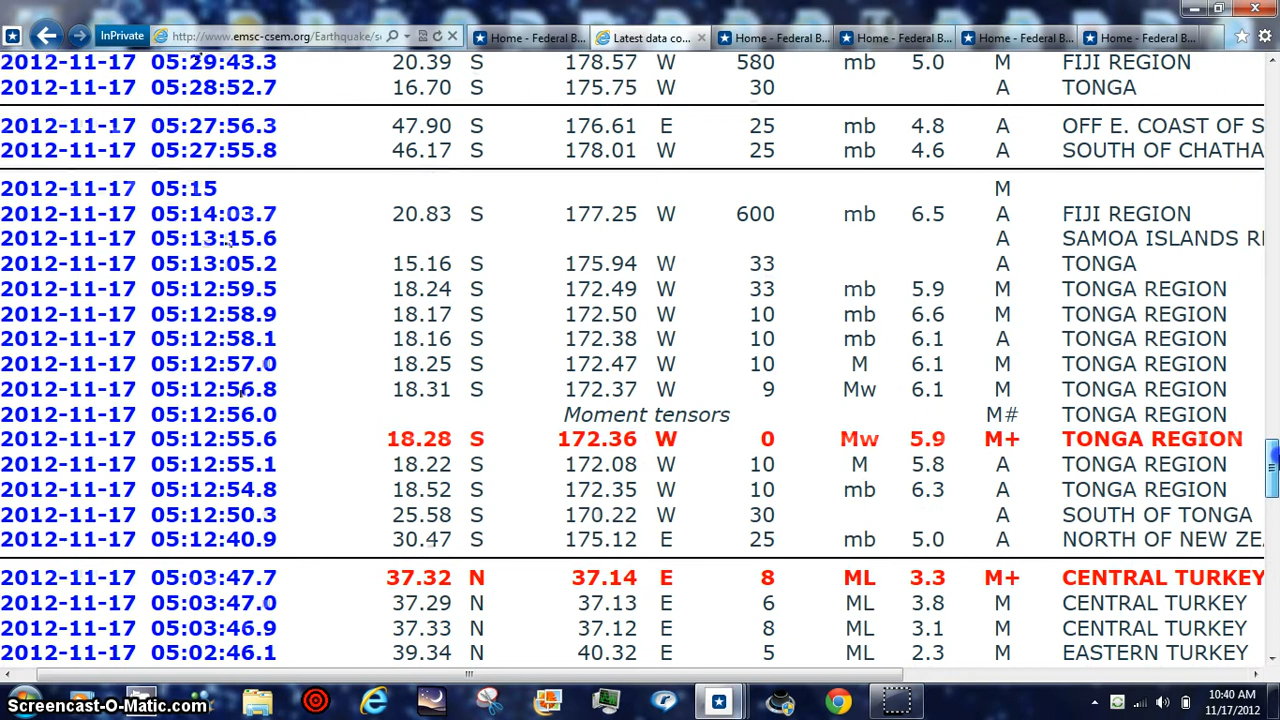 InPrivate http://www.emsc-csem.org/Earthquake/s Home - Federal B... Latest data co... Home - Federal B... Home - Federal B... Home - Federal B... Home - Federal B...
2012-11-17 05:29:43.3 20.39 S 178.57 W 580 mb 5.0 M FIJI REGION
2012-11-17 05:28:52.7 16.70 S 175.75 W 30 A TONGA
2012-11-17 05:27:56.3 47.90 S 176.61 E 25 mb 4.8 A OFF E. COAST OF S
2012-11-17 05:27:55.8 46.17 S 178.01 W 25 mb 4.6 A SOUTH OF CHATHA
2012-11-17 05:15 M
2012-11-17 05:14:03.7 20.83 S 177.25 W 600 mb 6.5 A FIJI REGION
2012-11-17 05:13:15.6 A SAMOA ISLANDS R
2012-11-17 05:13:05.2 15.16 S 175.94 W 33 A TONGA
2012-11-17 05:12:59.5 18.24 S 172.49 W 33 mb 5.9 M TONGA REGION
2012-11-17 05:12:58.9 18.17 S 172.50 W 10 mb 6.6 M TONGA REGION
2012-11-17 05:12:58.1 18.16 S 172.38 W 10 mb 6.1 A TONGA REGION
2012-11-17 05:12:57.0 18.25 S 172.47 W 10 M 6.1 M TONGA REGION
2012-11-17 05:12:56.8 18.31 S 172.37 W 9 Mw 6.1 M TONGA REGION
2012-11-17 05:12:56.0 Moment tensors M# TONGA REGION
2012-11-17 05:12:55.6 18.28 S 172.36 W 0 Mw 5.9 M+ TONGA REGION
2012-11-17 05:12:55.1 18.22 S 172.08 W 10 M 5.8 A TONGA REGION
2012-11-17 05:12:54.8 18.52 S 172.35 W 10 mb 6.3 A TONGA REGION
2012-11-17 05:12:50.3 25.58 S 170.22 W 30 A SOUTH OF TONGA
2012-11-17 05:12:40.9 30.47 S 175.12 E 25 mb 5.0 A NORTH OF NEW ZE
2012-11-17 05:03:47.7 37.32 N 37.14 E 8 ML 3.3 M+ CENTRAL TURKEY
2012-11-17 05:03:47.0 37.29 N 37.13 E 6 ML 3.8 M CENTRAL TURKEY
2012-11-17 05:03:46.9 37.33 N 37.12 E 8 ML 3.1 M CENTRAL TURKEY
2012-11-17 05:02:46.1 39.34 N 40.32 E 5 ML 2.3 M EASTERN TURKEY
Screencast-O-Matic.com
10:40 AM
11/17/2012